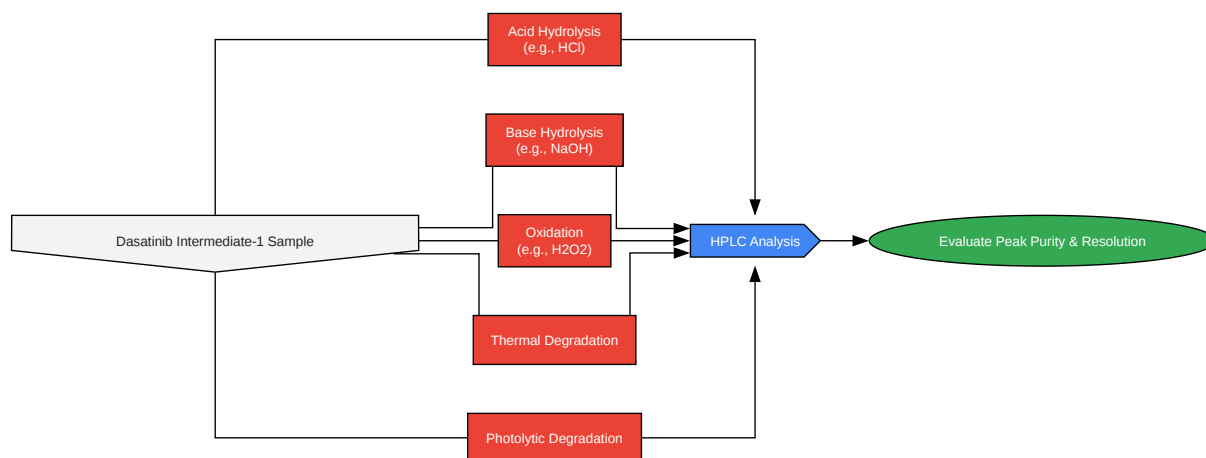 Acid Hydrolysis
(e.g., HCl)
Base Hydrolysis
(e.g., NaOH)
Dasatinib Intermediate-1 Sample
Oxidation
(e.g., H2O2)
HPLC Analysis
Evaluate Peak Purity & Resolution
Thermal Degradation
Photolytic Degradation